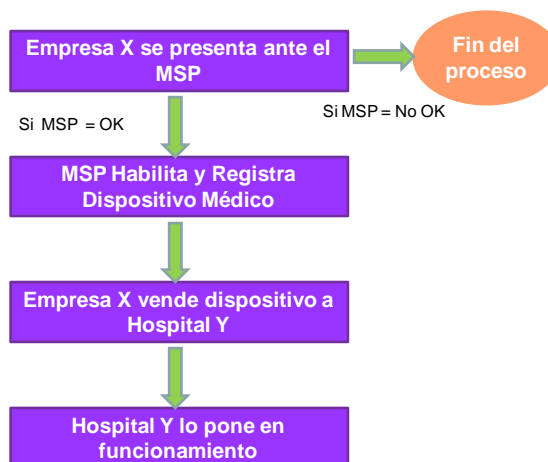 Empresa X se presenta ante el
MSP
Fin del
proceso
Si MSP = OK
Si MSP = No OK
MSP Habilita y Registra
Dispositivo Médico
Empresa X vende dispositivo a
Hospital Y
Hospital Y lo pone en
funcionamiento